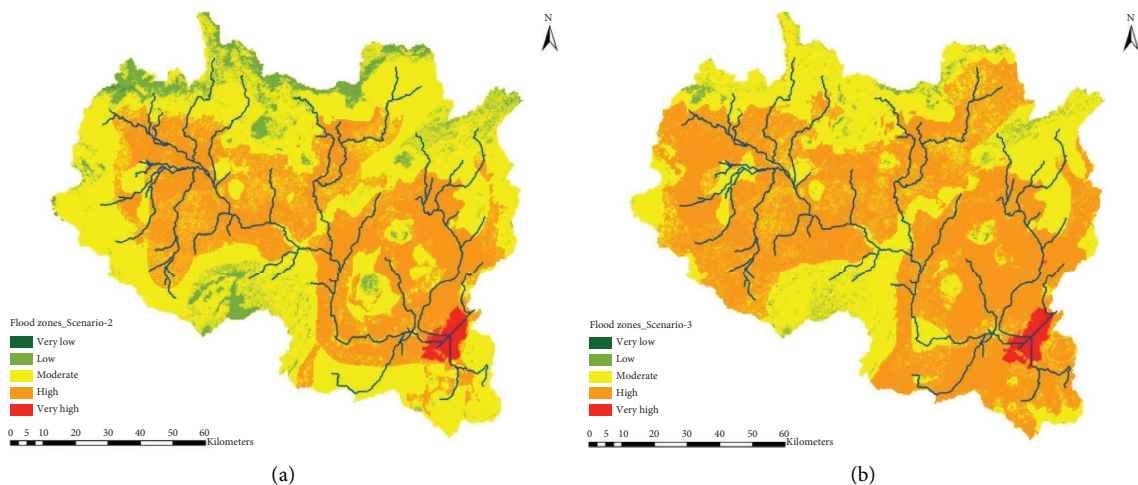 N
Flood zones_Scenario-2
Very low
Low
Moderate
High
Very high
0 5 10 20 30 40 50 60
Kilometers
(a)
N
Flood zones_Scenario-3
Very low
Low
Moderate
High
Very high
0 5 10 20 30 40 50 60
Kilometers
(b)